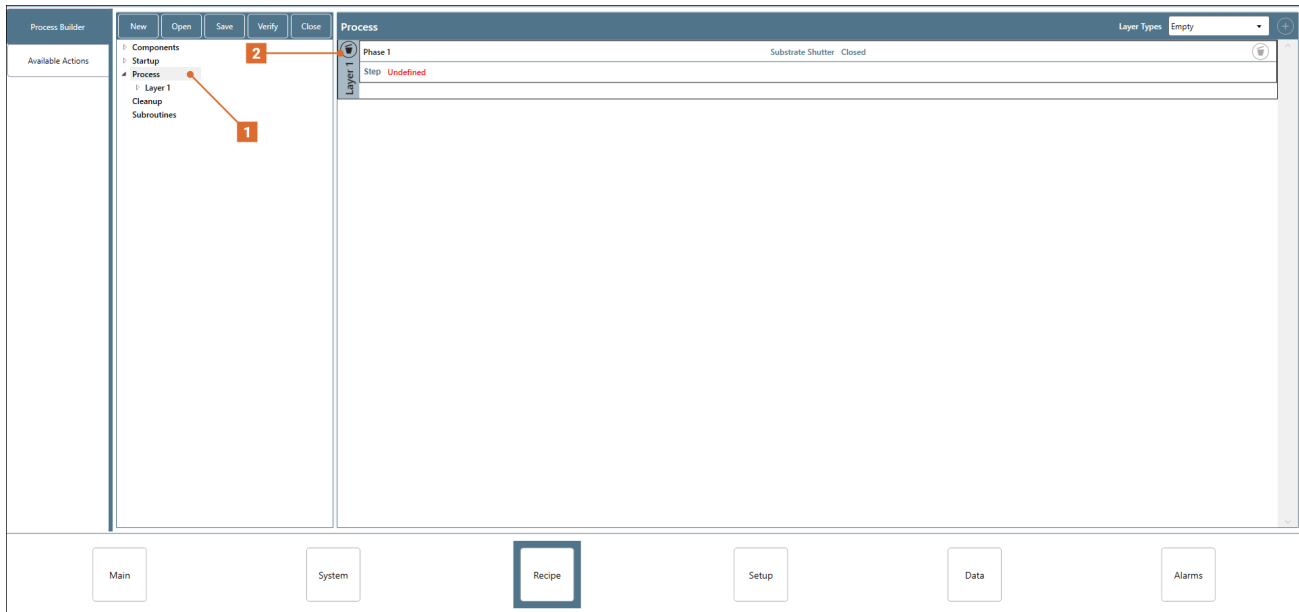 Process Builder
Available Actions
New Open Save Verify Close
Components
Startup
Process
Layer 1
Cleanup
Subroutines
2
1
Process Layer Types Empty
Layer 1
Phase 1 Substrate Shutter Closed
Step Undefined
Main System Recipe Setup Data Alarms